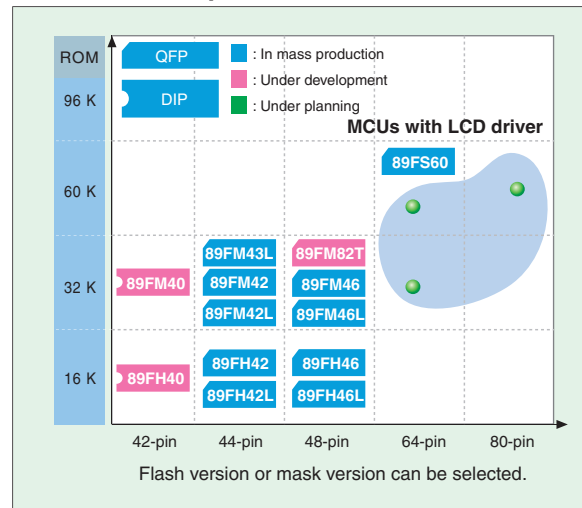 ROM
QFP
: In mass production
: Under development
96 K
DIP
: Under planning
MCUs with LCD driver
89FS60
60 K
89FM43L
89FM82T
32 K
89FM40
89FM42
89FM46
89FM42L
89FM46L
89FH42
89FH46
16 K
89FH40
89FH42L
89FH46L
42-pin
44-pin
48-pin
64-pin
80-pin
Flash version or mask version can be selected.